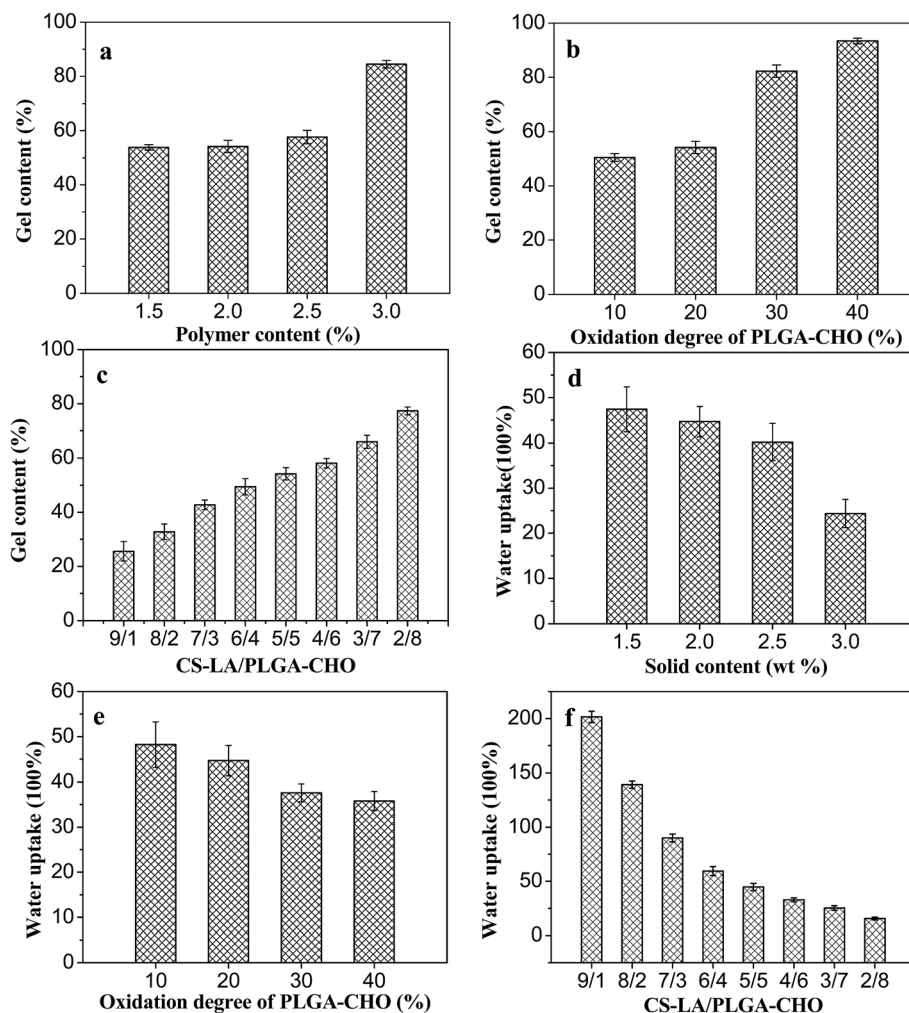 a
100
80
60
40
20
0
Gel content (%)
1.5 2.0 2.5 3.0
Polymer content (%)
b
100
80
60
40
20
0
Gel content (%)
10 20 30 40
Oxidation degree of PLGA-CHO (%)
c
100
80
60
40
20
0
Gel content (%)
9/1 8/2 7/3 6/4 5/5 4/6 3/7 2/8
CS-LA/PLGA-CHO
d
60
50
40
30
20
10
0
Water uptake(100%)
1.5 2.0 2.5 3.0
Solid content (wt %)
e
60
50
40
30
20
10
0
Water uptake (100%)
10 20 30 40
Oxidation degree of PLGA-CHO (%)
f
200
150
100
50
0
Water uptake (100%)
9/1 8/2 7/3 6/4 5/5 4/6 3/7 2/8
CS-LA/PLGA-CHO